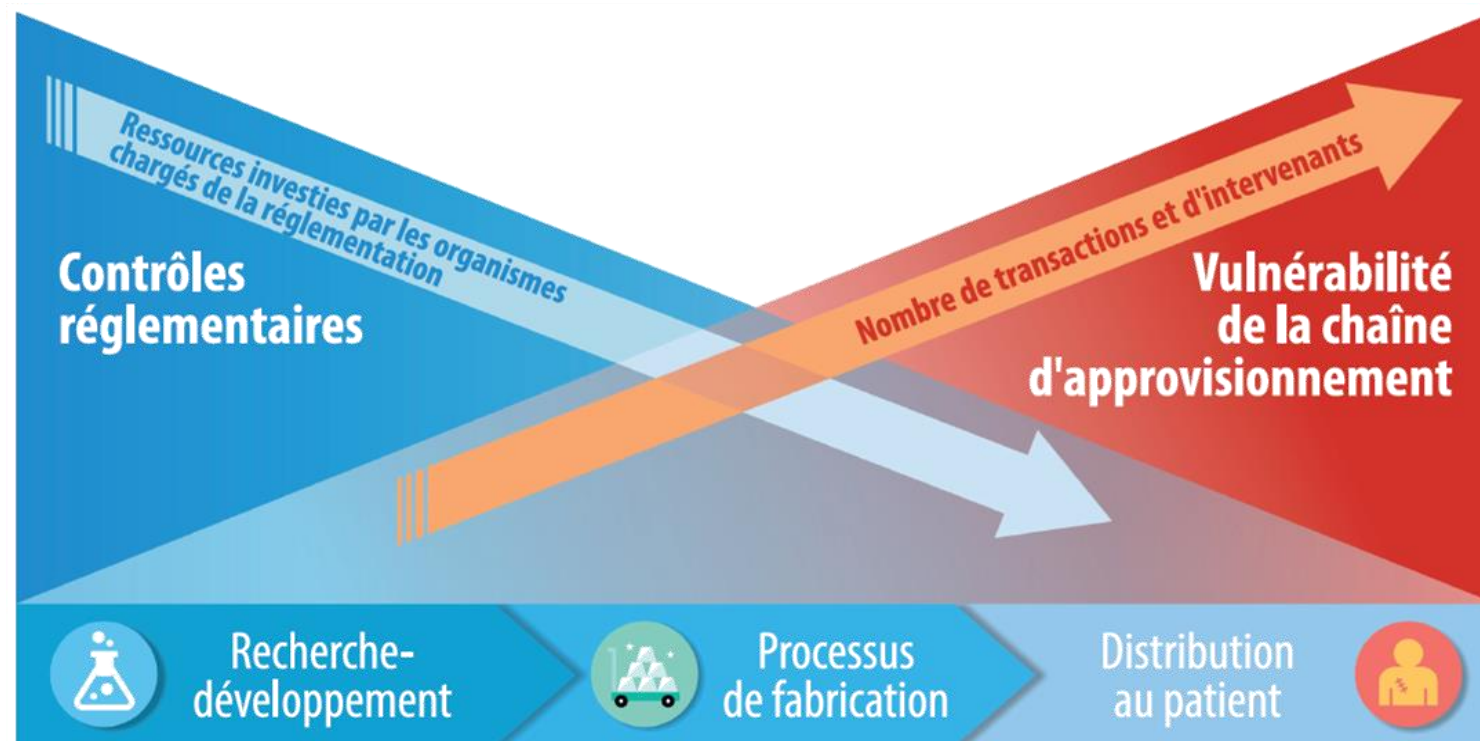 Ressources investies par les organismes
chargés de la réglementation
Contrôles
réglementaires
Nombre de transactions et d'intervenants
Vulnérabilité
de la chaîne
d'approvisionnement
Recherche-
développement
Processus
de fabrication
Distribution
au patient